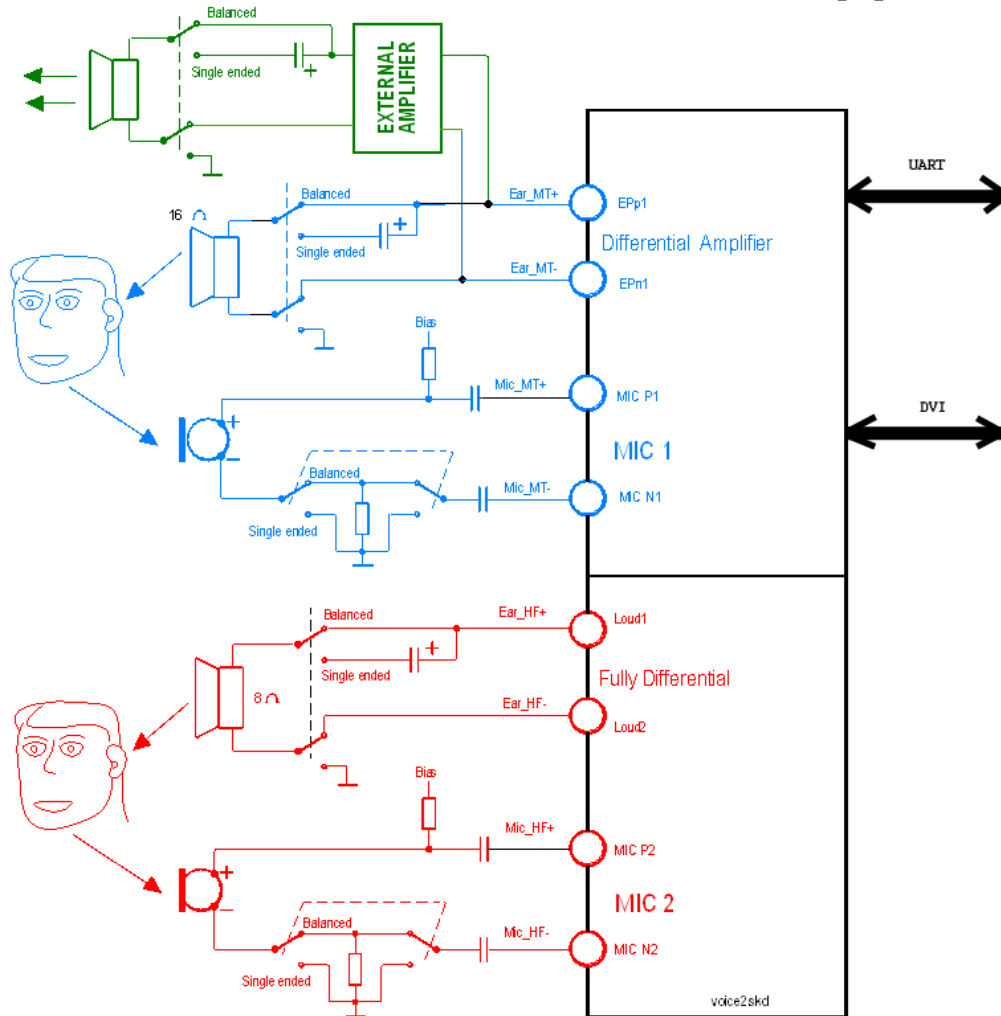 Balanced
Single ended
EXTERNAL
AMPLIFIER
UART
16 Ω
Balanced
Ear_MT+
EPp1
Single ended
Differential Amplifier
Ear_MT-
EPn1
Bias
Mic_MT+
MIC P1
DVI
MIC 1
Balanced
Mic_MT-
MIC N1
Single ended
Balanced
Ear_HF+
Loud1
Single ended
Fully Differential
8 Ω
Ear_HF-
Loud2
Bias
Mic_HF+
MIC P2
MIC 2
Balanced
Mic_HF-
MIC N2
Single ended
voice2skd